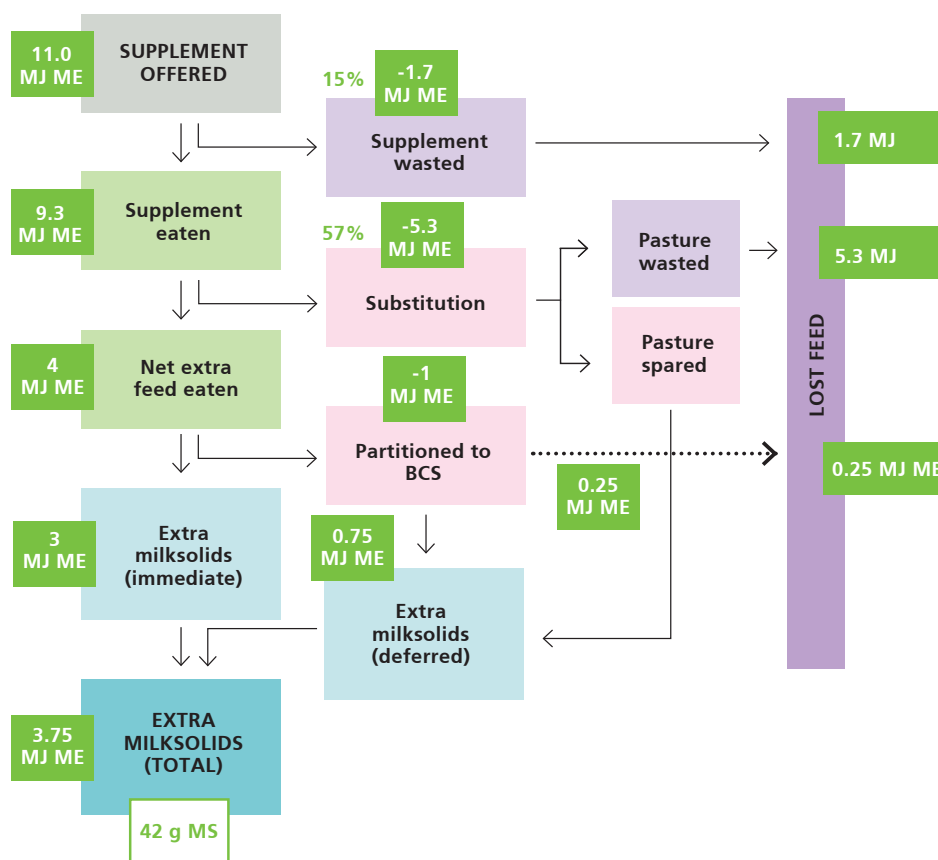 11.0
MJ ME
SUPPLEMENT
OFFERED
15%
-1.7
MJ ME
Supplement
wasted
1.7 MJ
9.3
MJ ME
Supplement
eaten
57%
-5.3
MJ ME
Substitution
Pasture
wasted
5.3 MJ
Pasture
spared
LOST FEED
4
MJ ME
Net extra
feed eaten
-1
MJ ME
Partitioned to
BCS
0.25
MJ ME
0.25 MJ ME
3
MJ ME
Extra
milksolids
(immediate)
0.75
MJ ME
Extra
milksolids
(deferred)
3.75
MJ ME
EXTRA
MILKSOLIDS
(TOTAL)
42 g MS